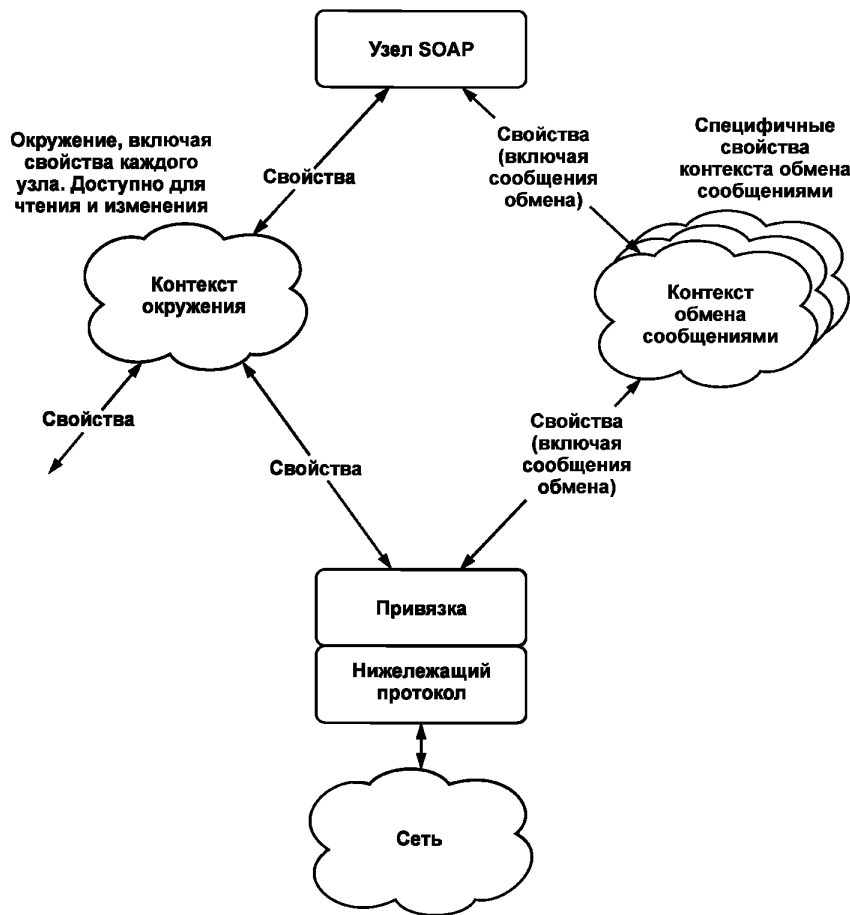 Узел SOAP
Окружение, включая
свойства каждого
узла. Доступно для
чтения и изменения
Свойства
Свойства
(включая
сообщения
обмена)
Специфичные
свойства
контекста обмена
сообщениями
Контекст
окружения
Контекст
обмена
сообщениями
Свойства
Свойства
Свойства
(включая
сообщения
обмена)
Привязка
Нижележащий
протокол
Сеть